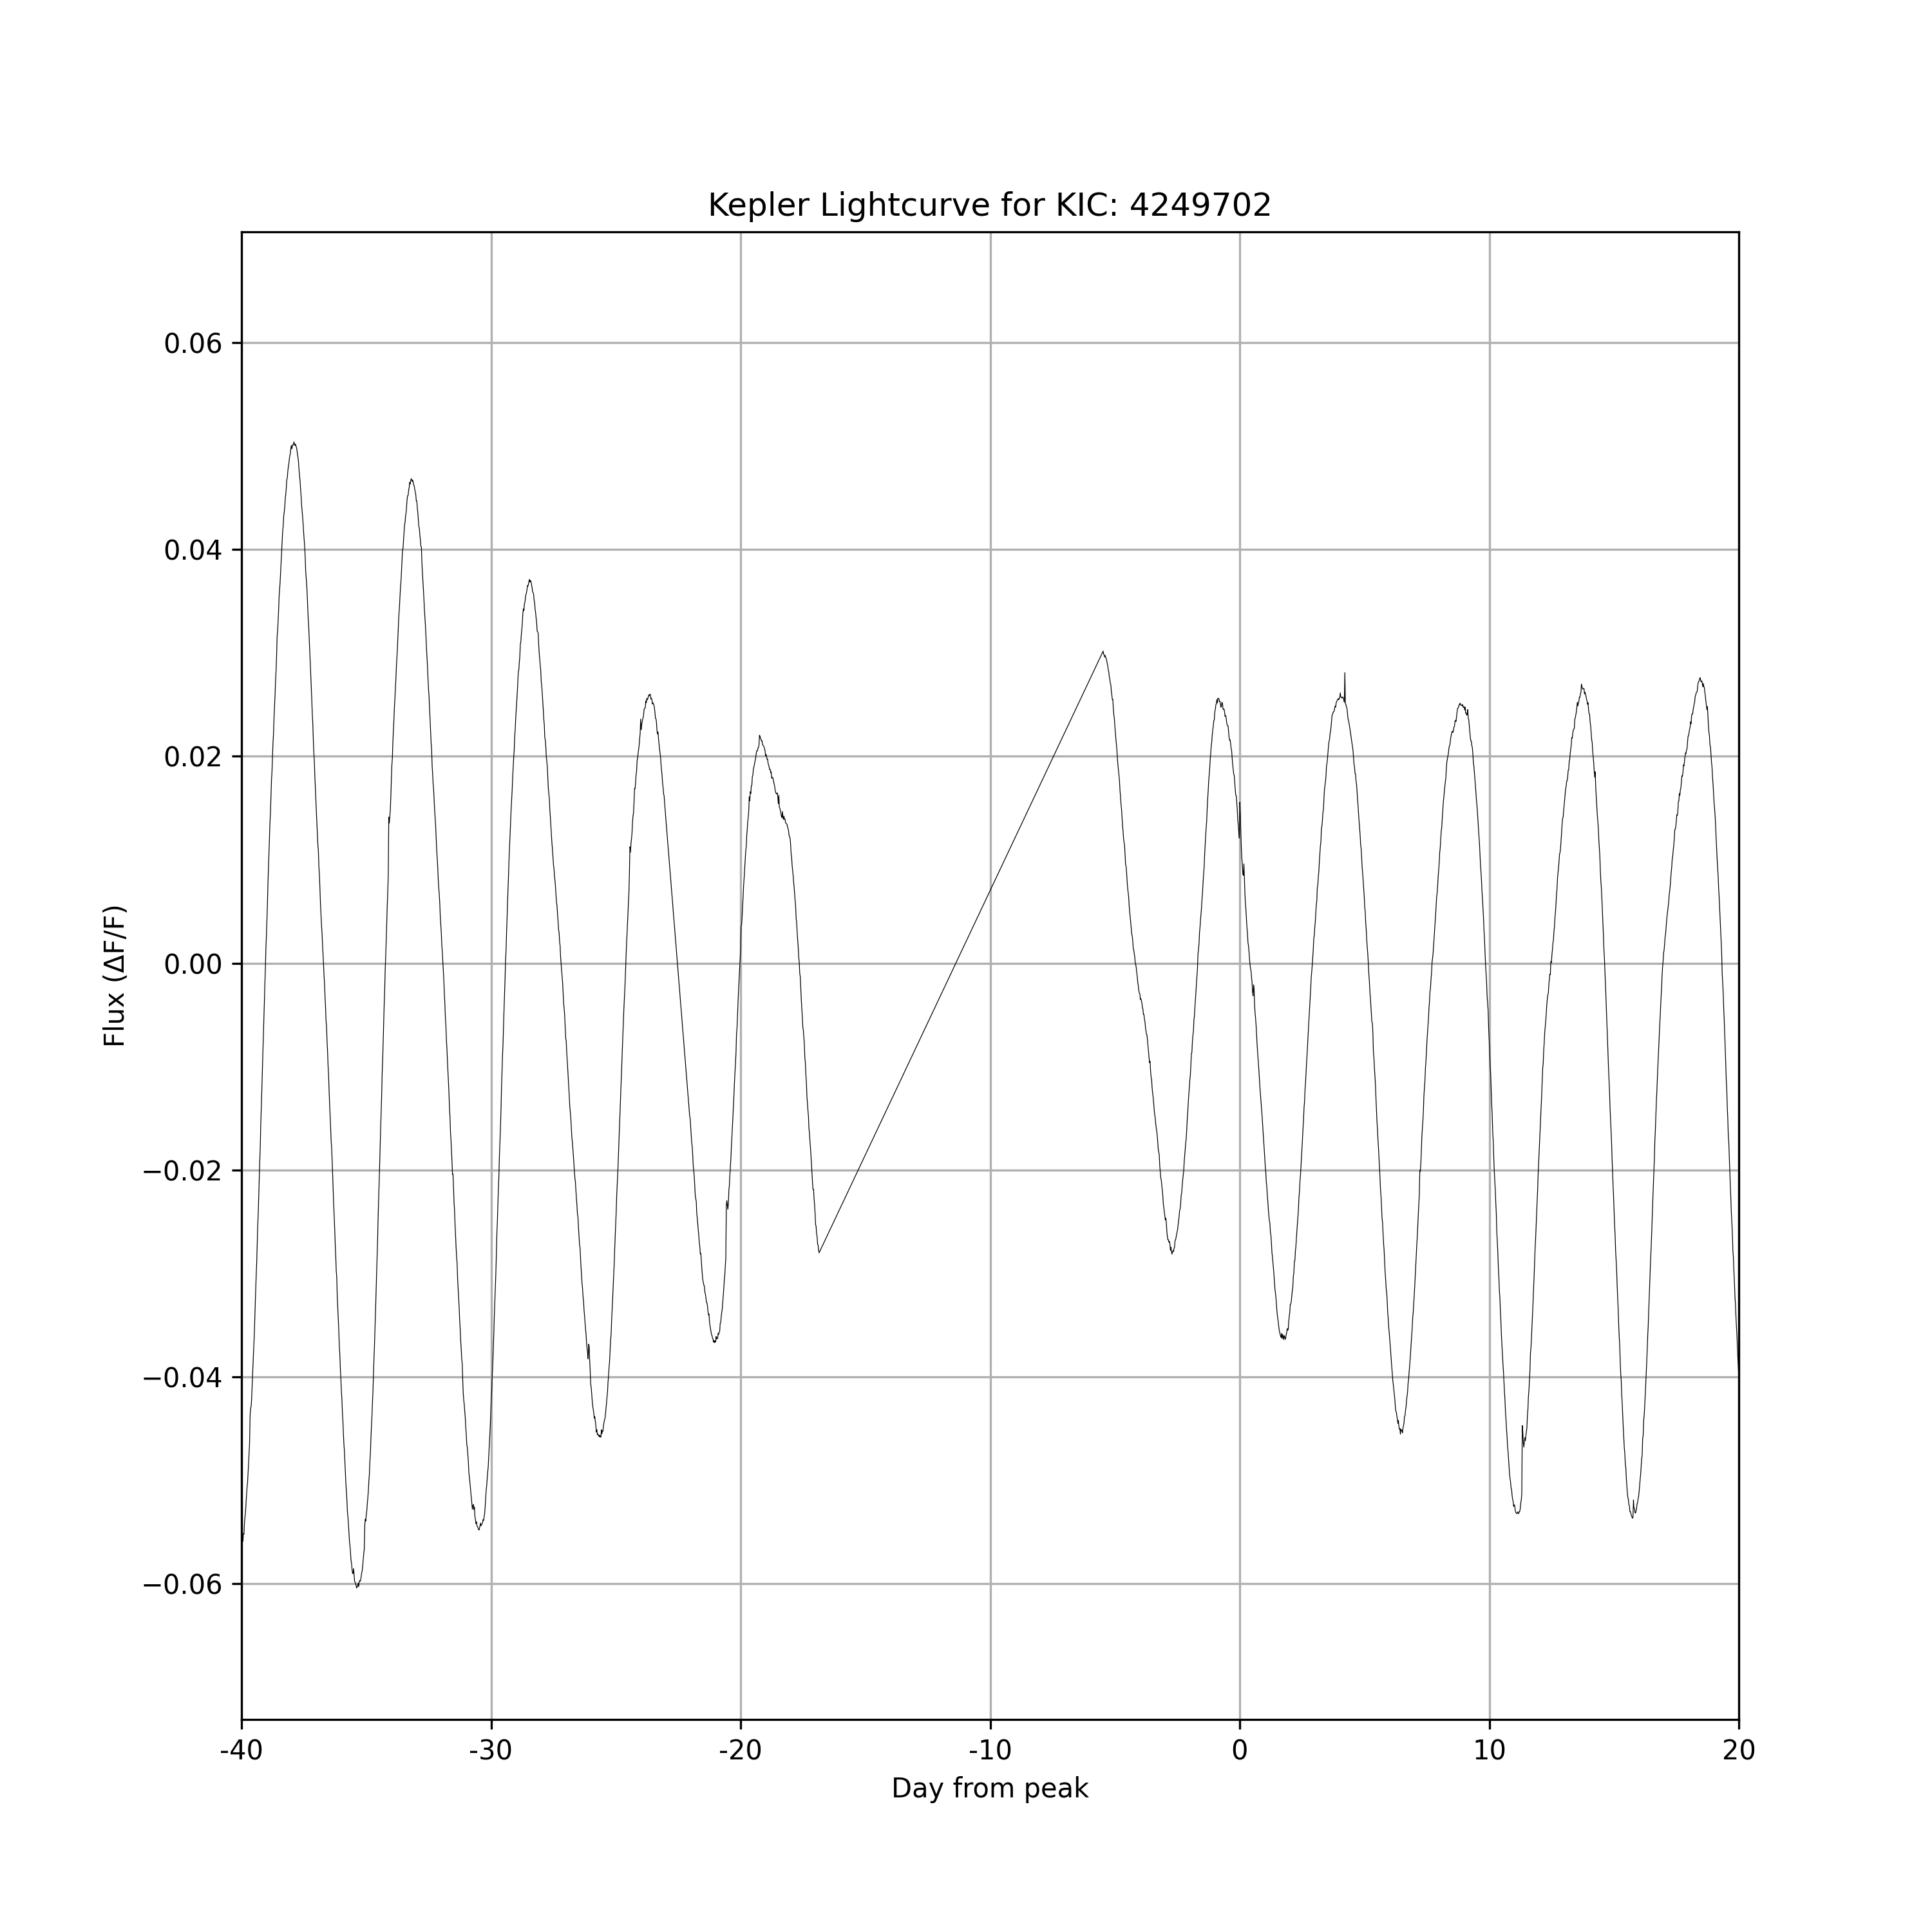 Kepler Lightcurve for KIC: 4249702
0.06
0.04
0.02
0.00
−0.02
−0.04
−0.06
Flux (ΔF/F)
-40 -30 -20 -10 0 10 20
Day from peak